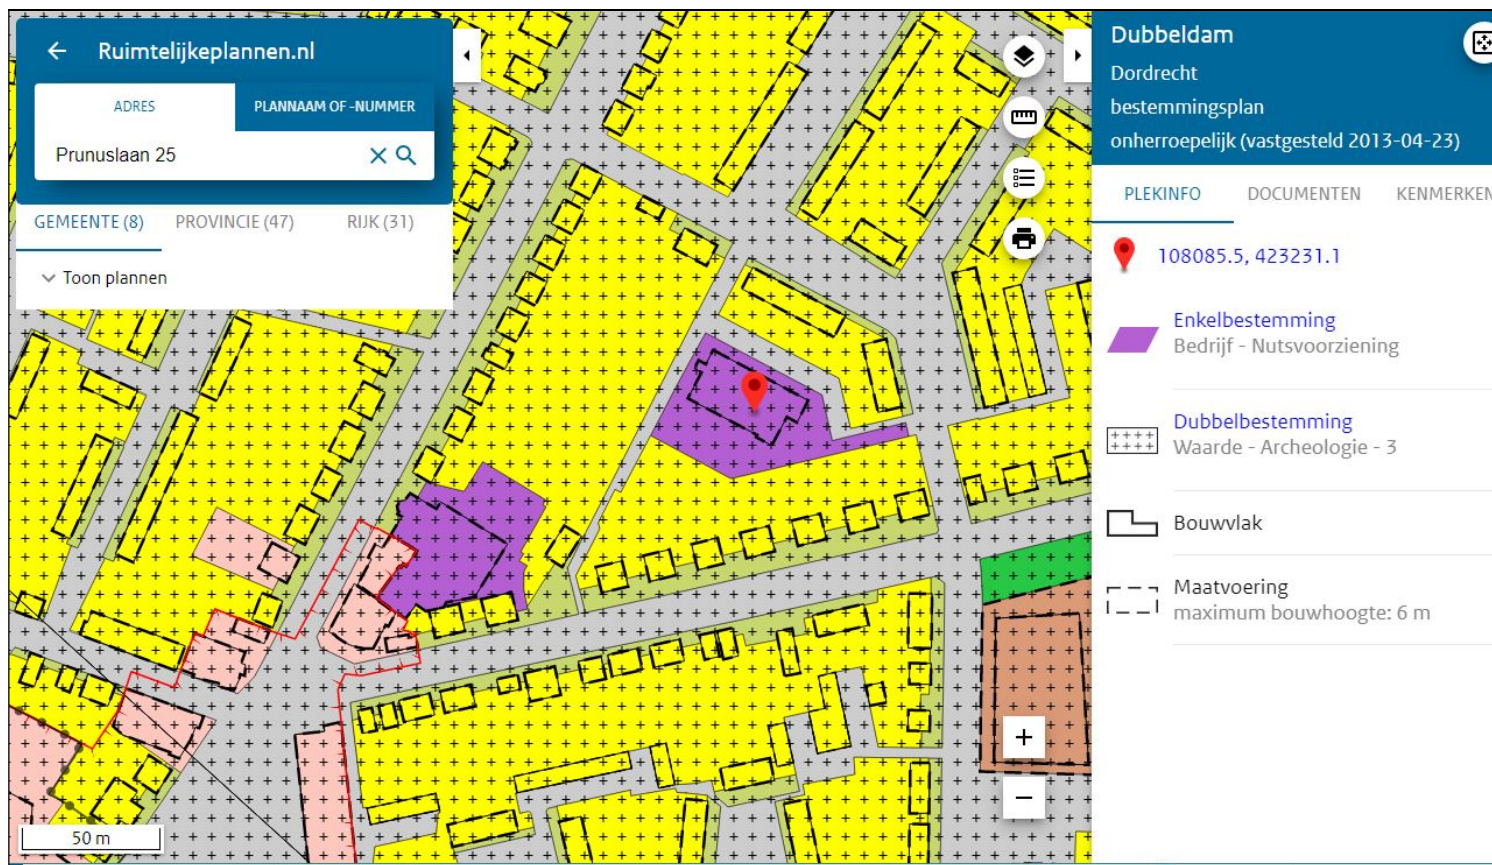 Ruimtelijkeplannen.nl
ADRES
PLANNAAM OF -NUMMER
Prunuslaan 25
GEMEENTE (8)
PROVINCIE (47)
RIJK (31)
Toon plannen
50 m
Dubbeldam
Dordrecht
bestemmingsplan
onherroepelijk (vastgesteld 2013-04-23)
PLEKINFO
DOCUMENTEN
KENMERKEN
108085.5, 423231.1
Enkelbestemming
Bedrijf - Nutsvoorziening
Dubbelbestemming
Waarde - Archeologie - 3
Bouwvlak
Maatvoering
maximum bouwhoogte: 6 m